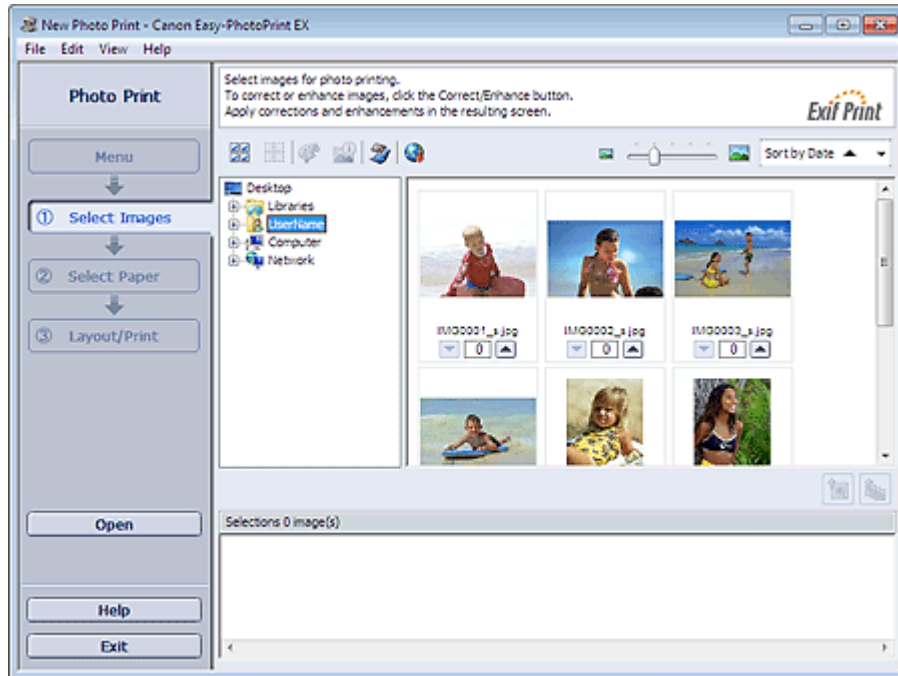 New Photo Print - Canon Easy-PhotoPrint EX
File Edit View Help
Photo Print
Select images for photo printing.
To correct or enhance images, click the Correct/Enhance button.
Apply corrections and enhancements in the resulting screen.
Exif Print
Menu
① Select Images
② Select Paper
③ Layout/Print
Open
Help
Exit
Sort by Date
Desktop
Libraries
UserName
Computer
Network
IMG0001_s.jpg
IMG0002_s.jpg
IMG0003_s.jpg
0
0
0
Selections 0 image(s)